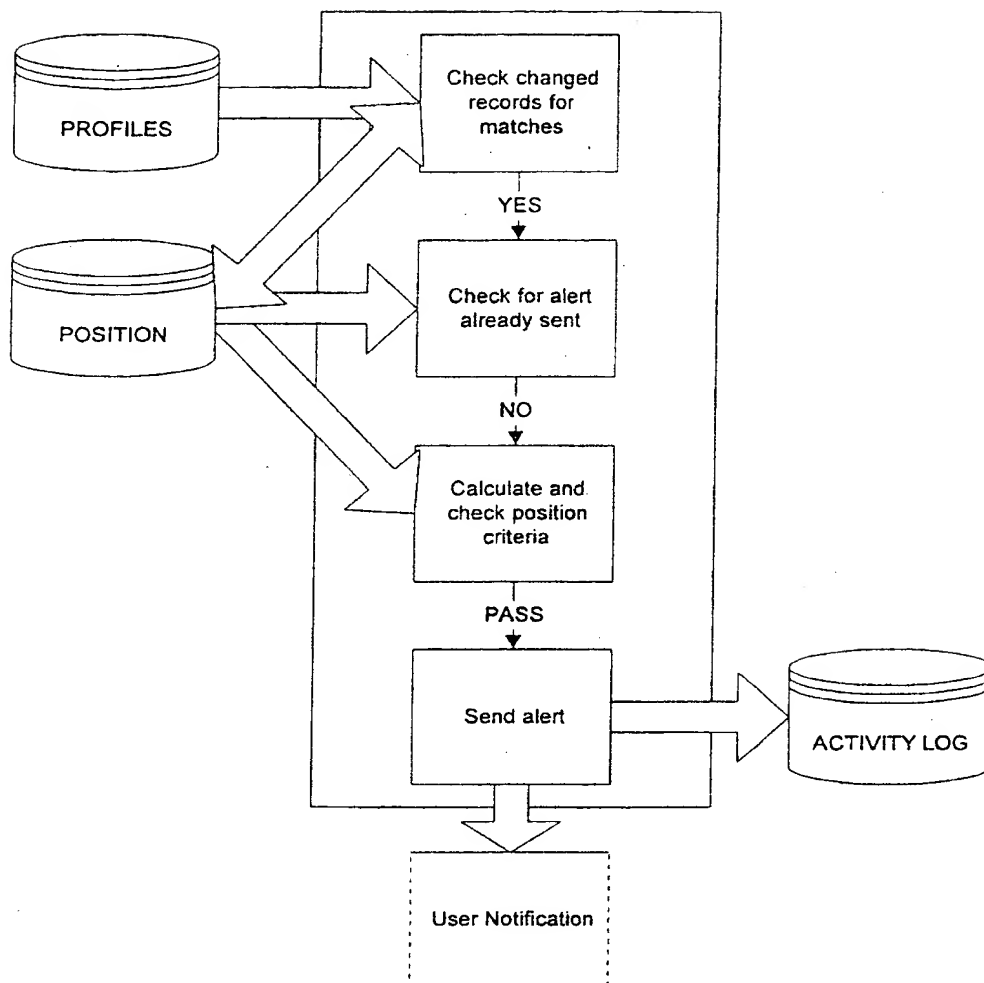 Check changed
records for
matches
PROFILES
YES
Check for alert
already sent
POSITION
NO
Calculate and
check position
criteria
PASS
Send alert
ACTIVITY LOG
User Notification